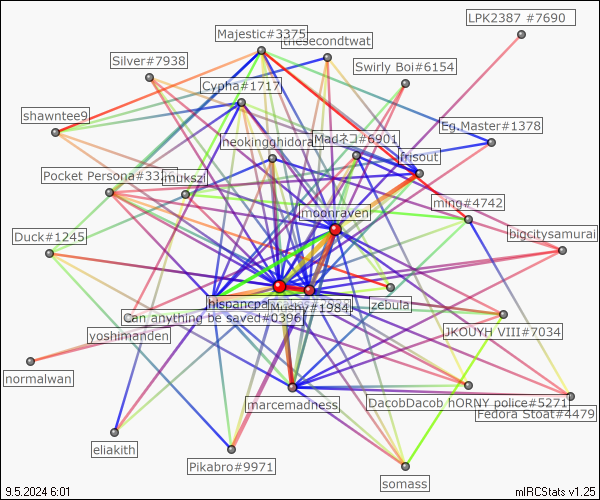 LPK2387 #7690
Majestic#3375
thesecondtwat
Silver#7938
Swirly Boi#6154
Cypha#1717
shawntee9
Eg.Master#1378
neokingghidora
Madネコ#6901
frisout
Pocket Persona#33
mukszi
ming#4742
moonraven
Duck#1245
bigcitysamurai
hispancpa
#1984
zebula
Can anything be saved#0396
yoshimanden
JKOUYH VIII#7034
normalwan
marcemadness
DacobDacob hORNY police#5271
Fedora Stoat#4479
eliakith
Pikabro#9971
somass
9.5.2024 6:01
mIRCStats v1.25